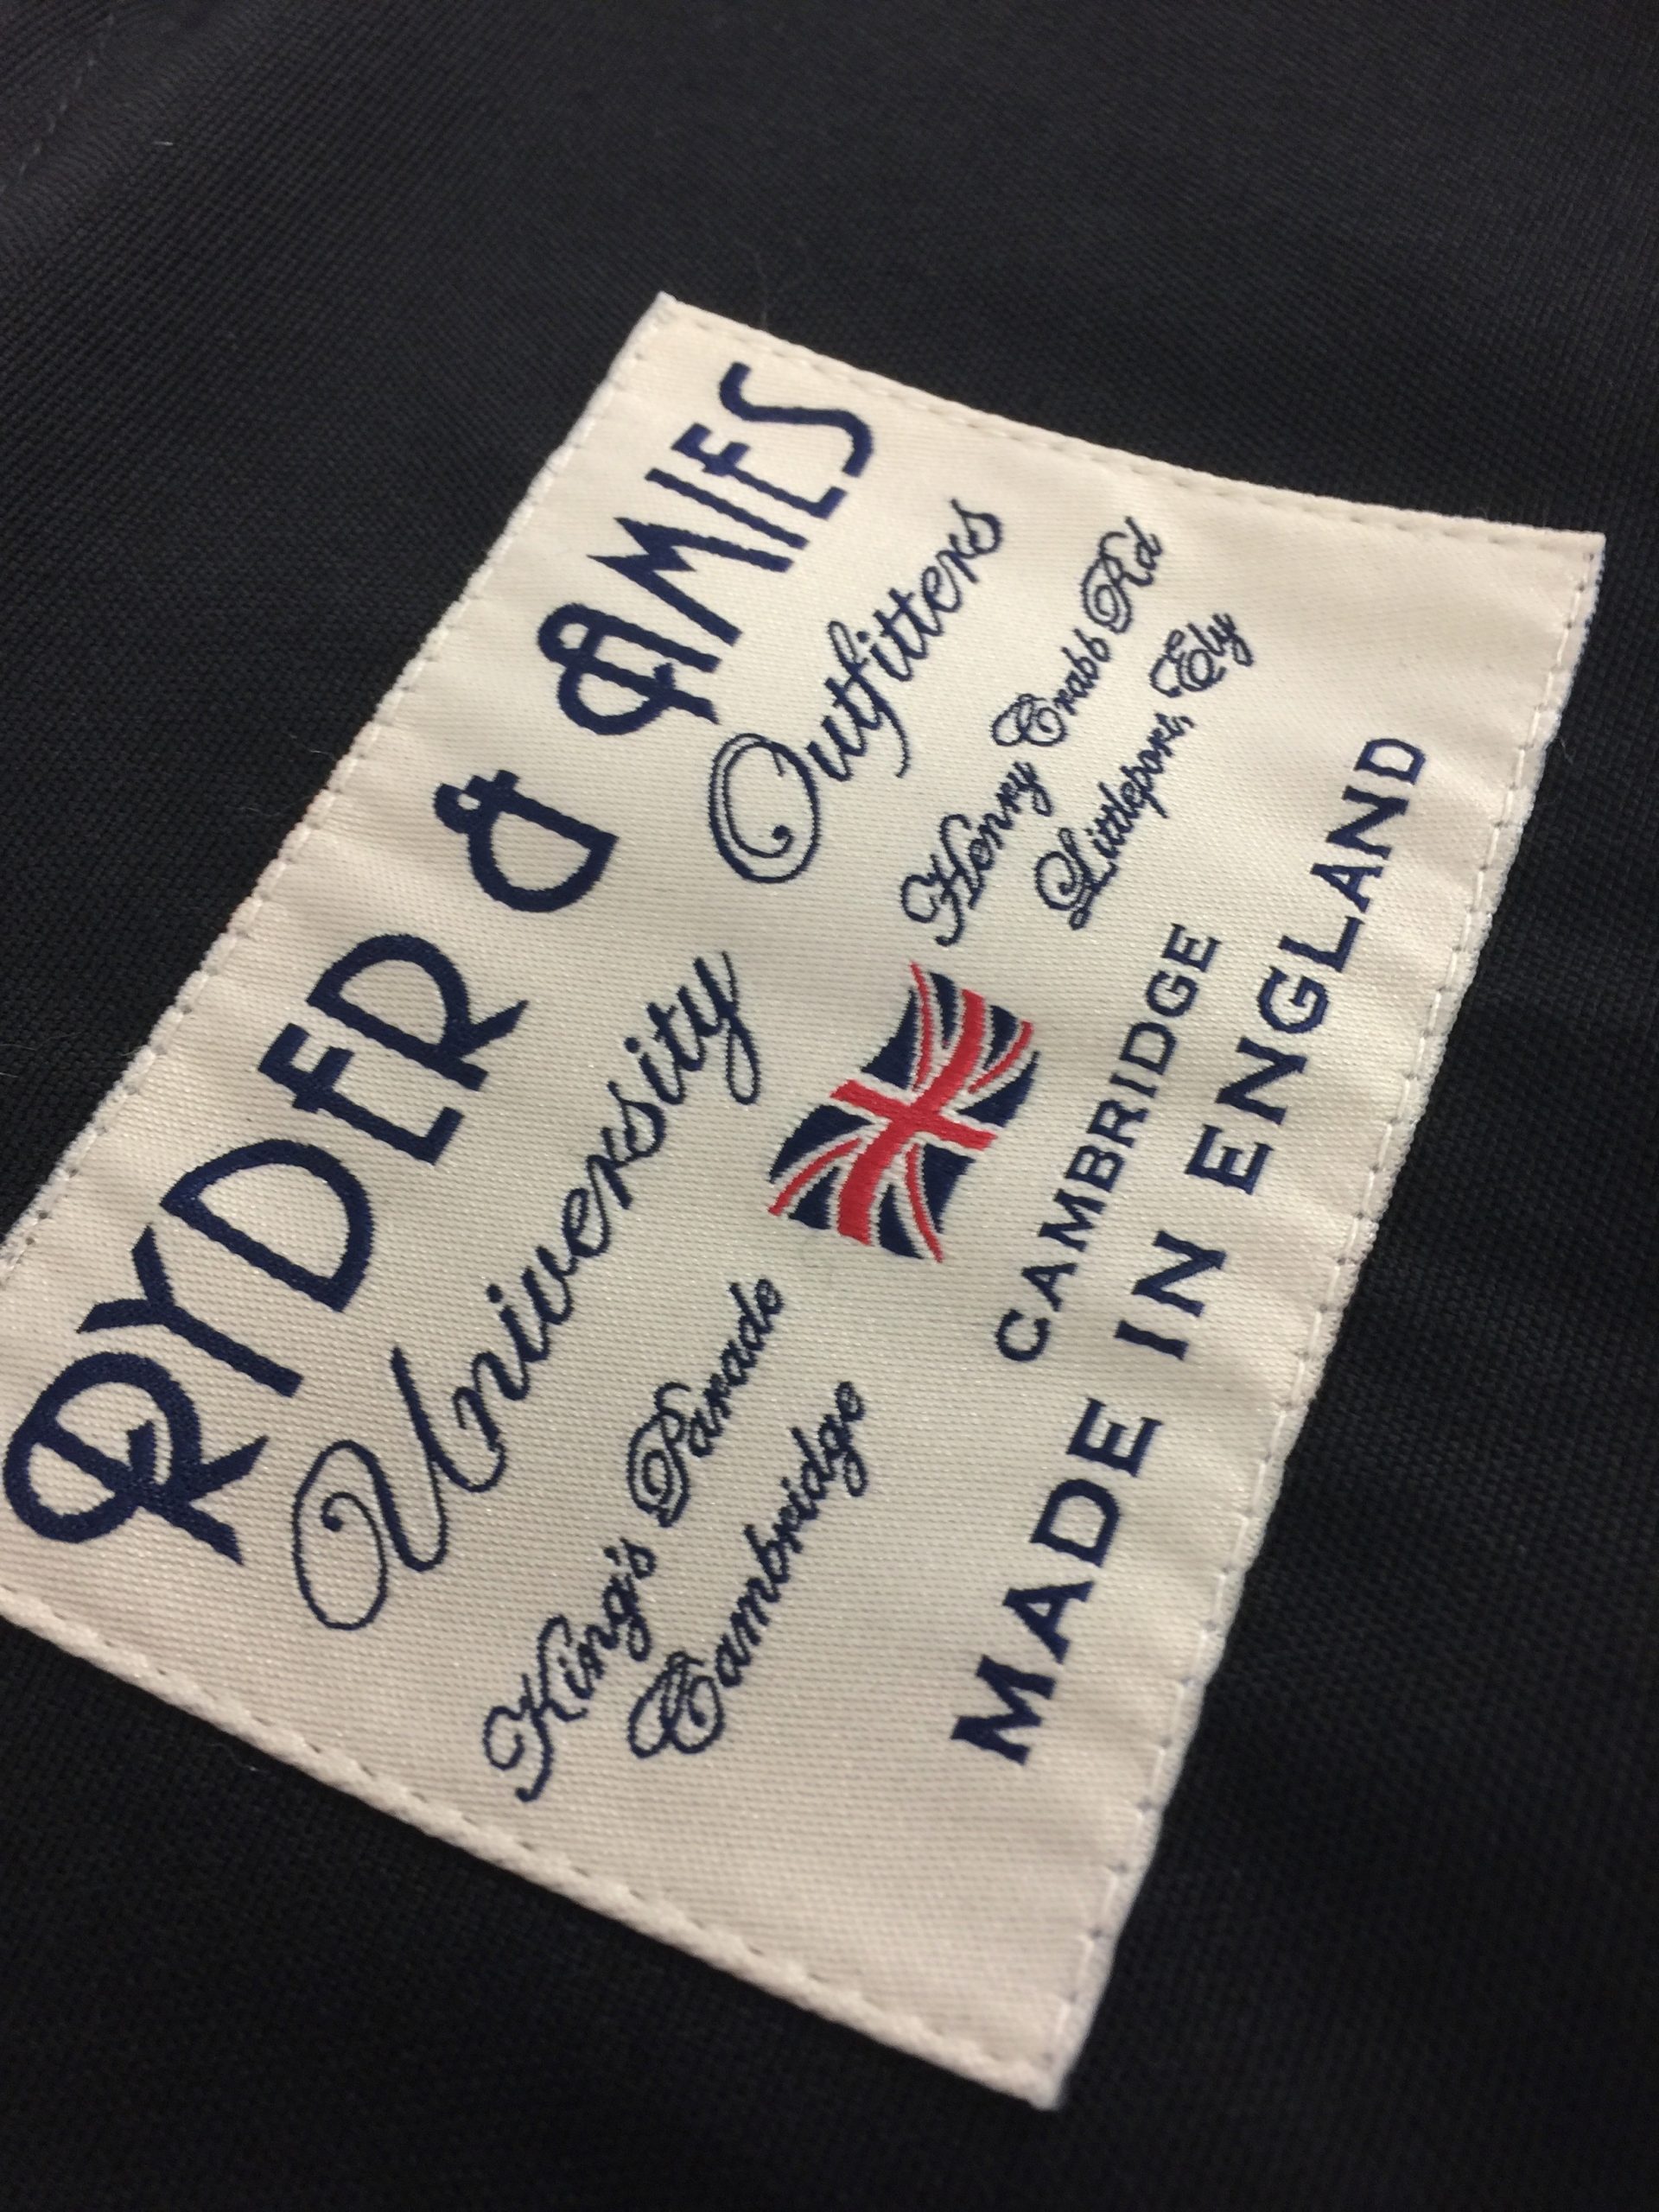 RYDER & AMIES
University Outfitters
King's Parade
Cambridge
Henry Crabb Rd
Littleport, Ely
CAMBRIDGE
MADE IN ENGLAND